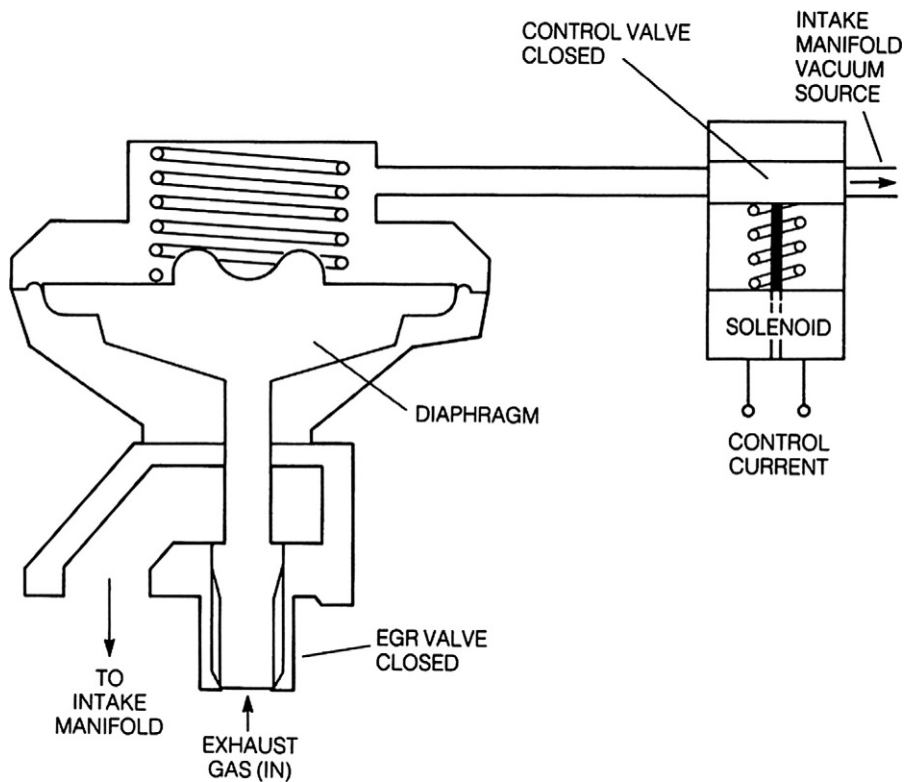 CONTROL VALVE
CLOSED
INTAKE
MANIFOLD
VACUUM
SOURCE
SOLENOID
DIAPHRAGM
CONTROL
CURRENT
EGR VALVE
CLOSED
TO
INTAKE
MANIFOLD
EXHAUST
GAS (IN)